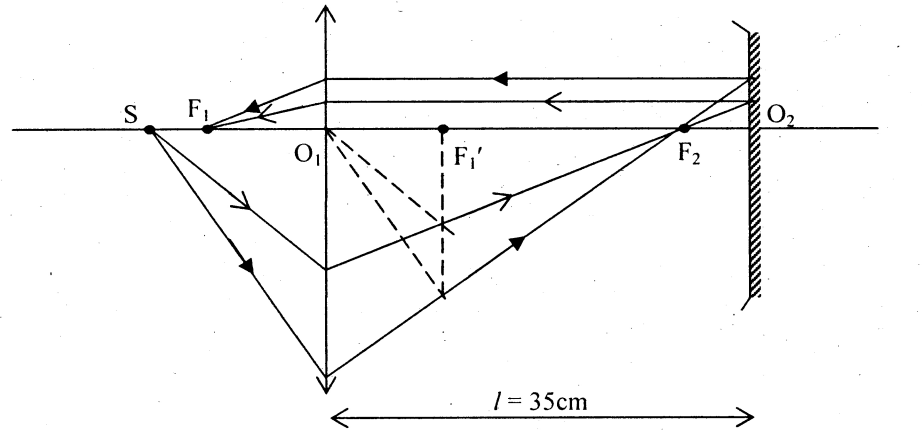 S
F₁
O₁
F₁′
F₂
O₂
l = 35cm